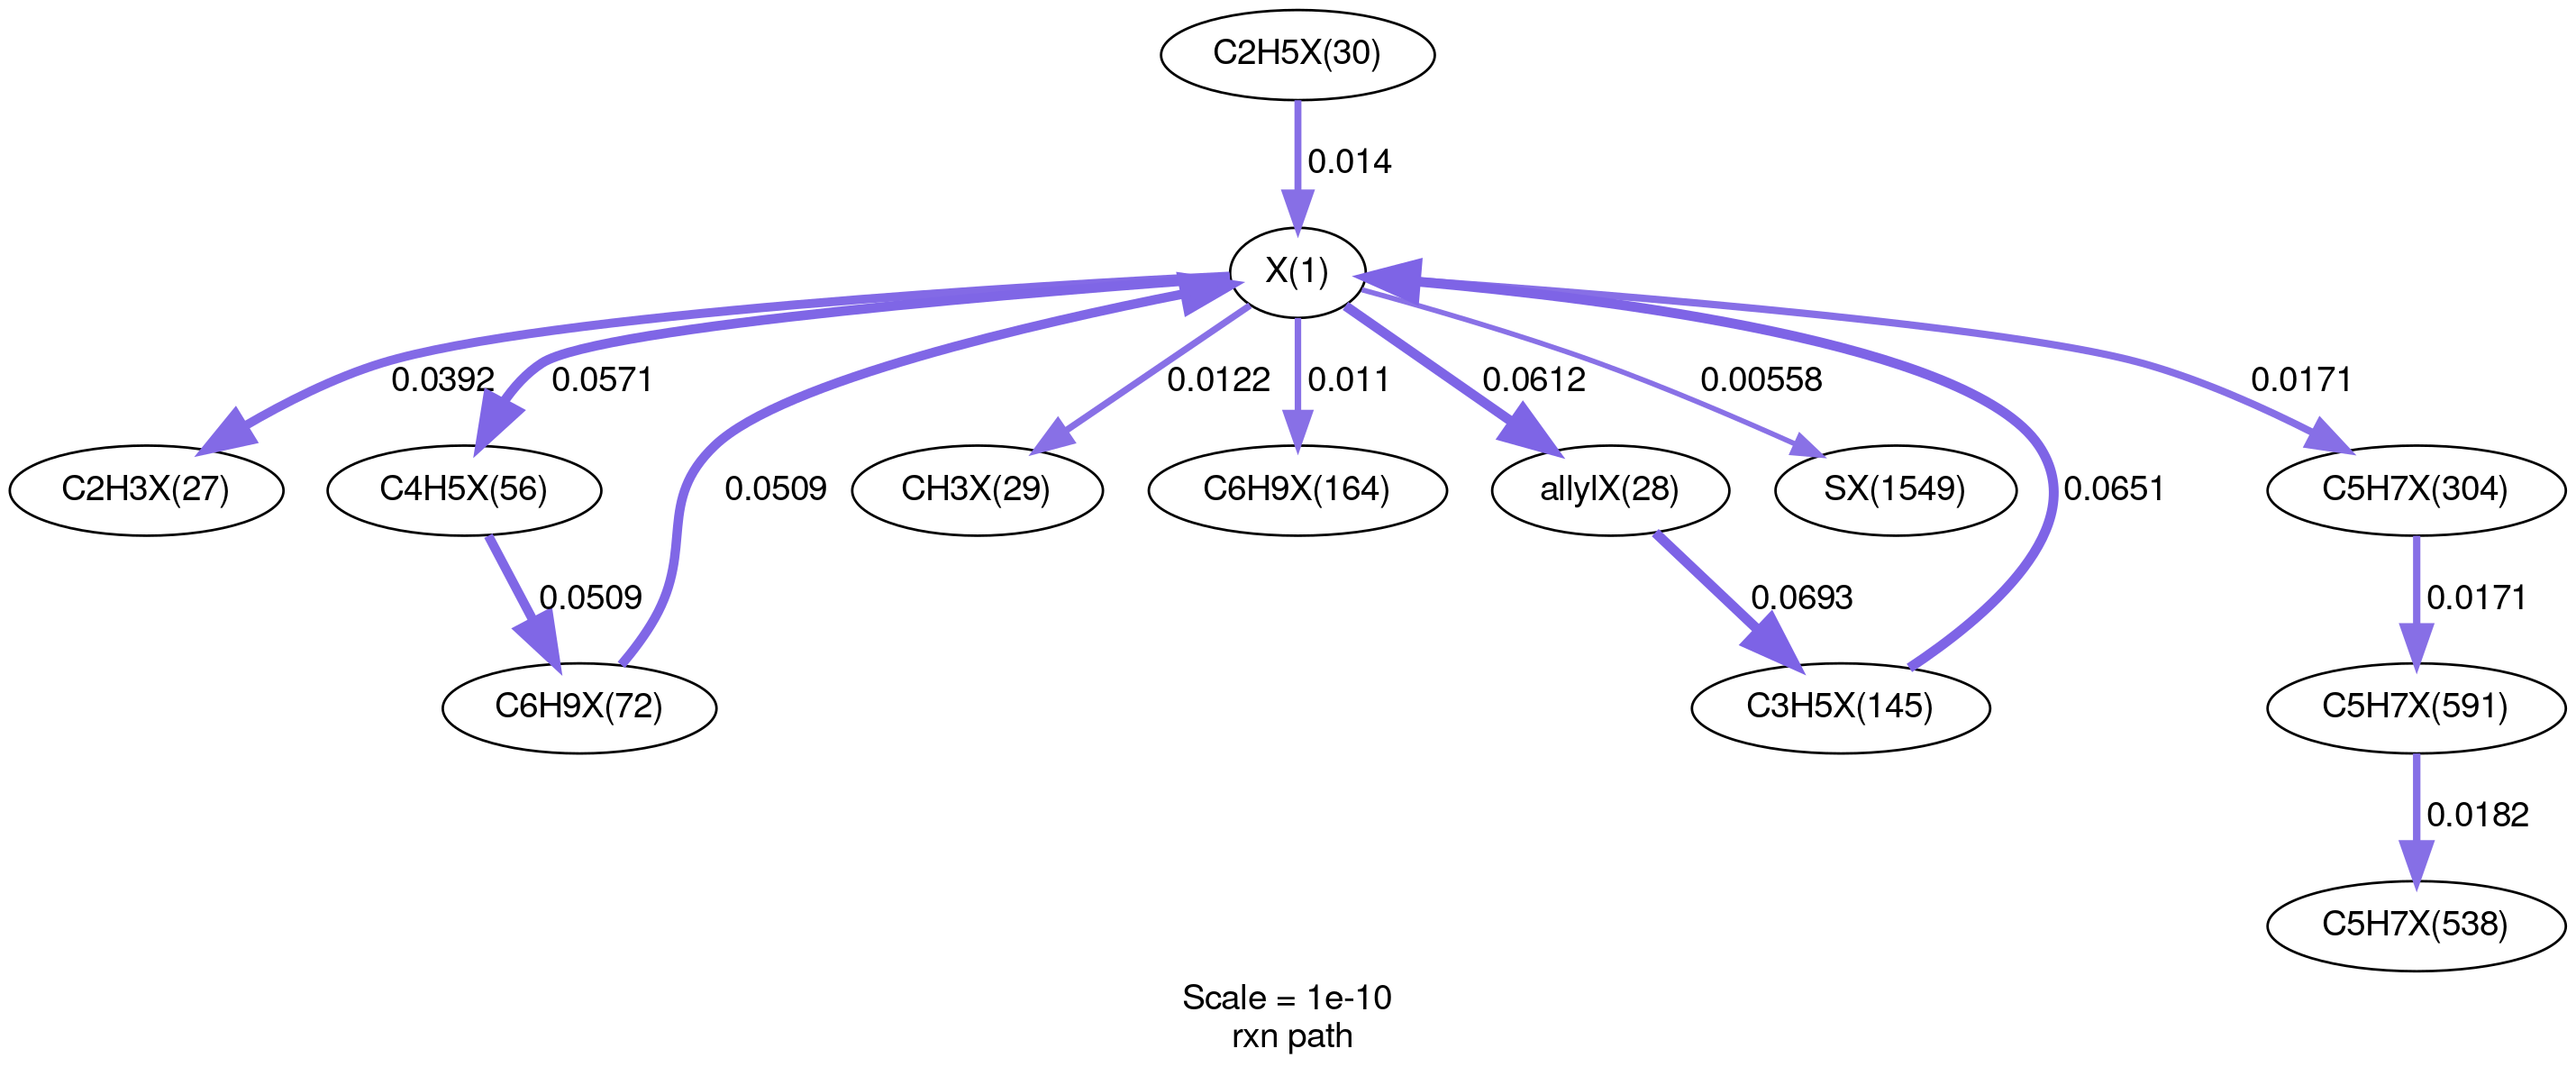 C2H5X(30)
0.014
X(1)
0.0392
0.0571
0.0122
0.011
0.0612
0.00558
0.0171
C2H3X(27)
C4H5X(56)
0.0509
CH3X(29)
C6H9X(164)
allylX(28)
SX(1549)
0.0651
C5H7X(304)
0.0509
0.0693
0.0171
C6H9X(72)
C3H5X(145)
C5H7X(591)
0.0182
C5H7X(538)
Scale = 1e-10
rxn path